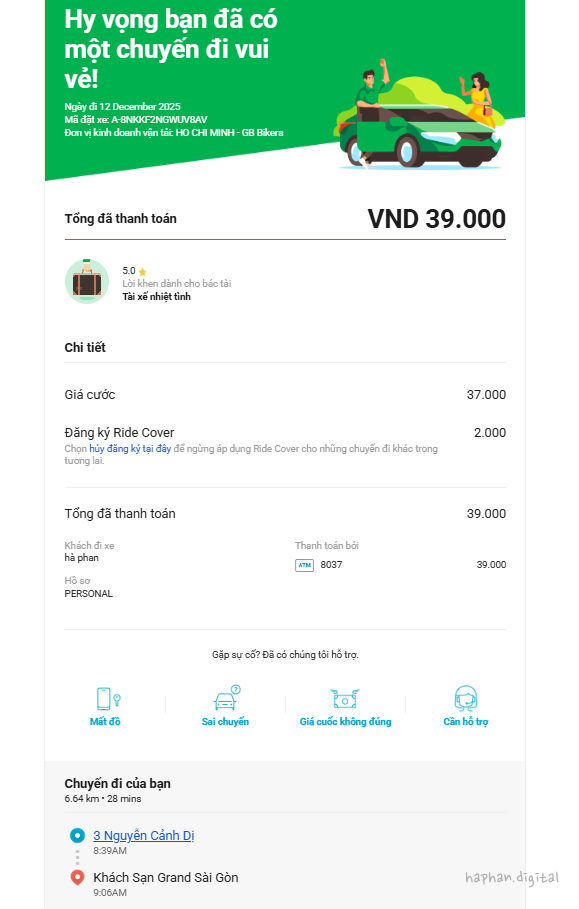 Hy vọng bạn đã có
một chuyến đi vui
vẻ!
Ngày đi 12 December 2025
Mã đặt xe: A-8NKKF2NGWUV8AV
Đơn vị kinh doanh vận tải: HO CHI MINH - GB Bikers
Tổng đã thanh toán VND 39.000
5.0
Lời khen dành cho bác tài
Tài xế nhiệt tình
Chi tiết
Giá cước 37.000
Đăng ký Ride Cover 2.000
Chọn hủy đăng ký tại đây để ngừng áp dụng Ride Cover cho những chuyến đi khác trong
tương lai.
Tổng đã thanh toán 39.000
Khách đi xe Thanh toán bởi
hà phan
ATM 8037 39.000
Hồ sơ
PERSONAL
Gặp sự cố? Đã có chúng tôi hỗ trợ.
Mất đồ Sai chuyến Giá cuốc không đúng Cần hỗ trợ
Chuyến đi của bạn
6.64 km • 28 mins
3 Nguyễn Cảnh Dị
8:39AM
Khách Sạn Grand Sài Gòn
9:06AM
haphan.digital